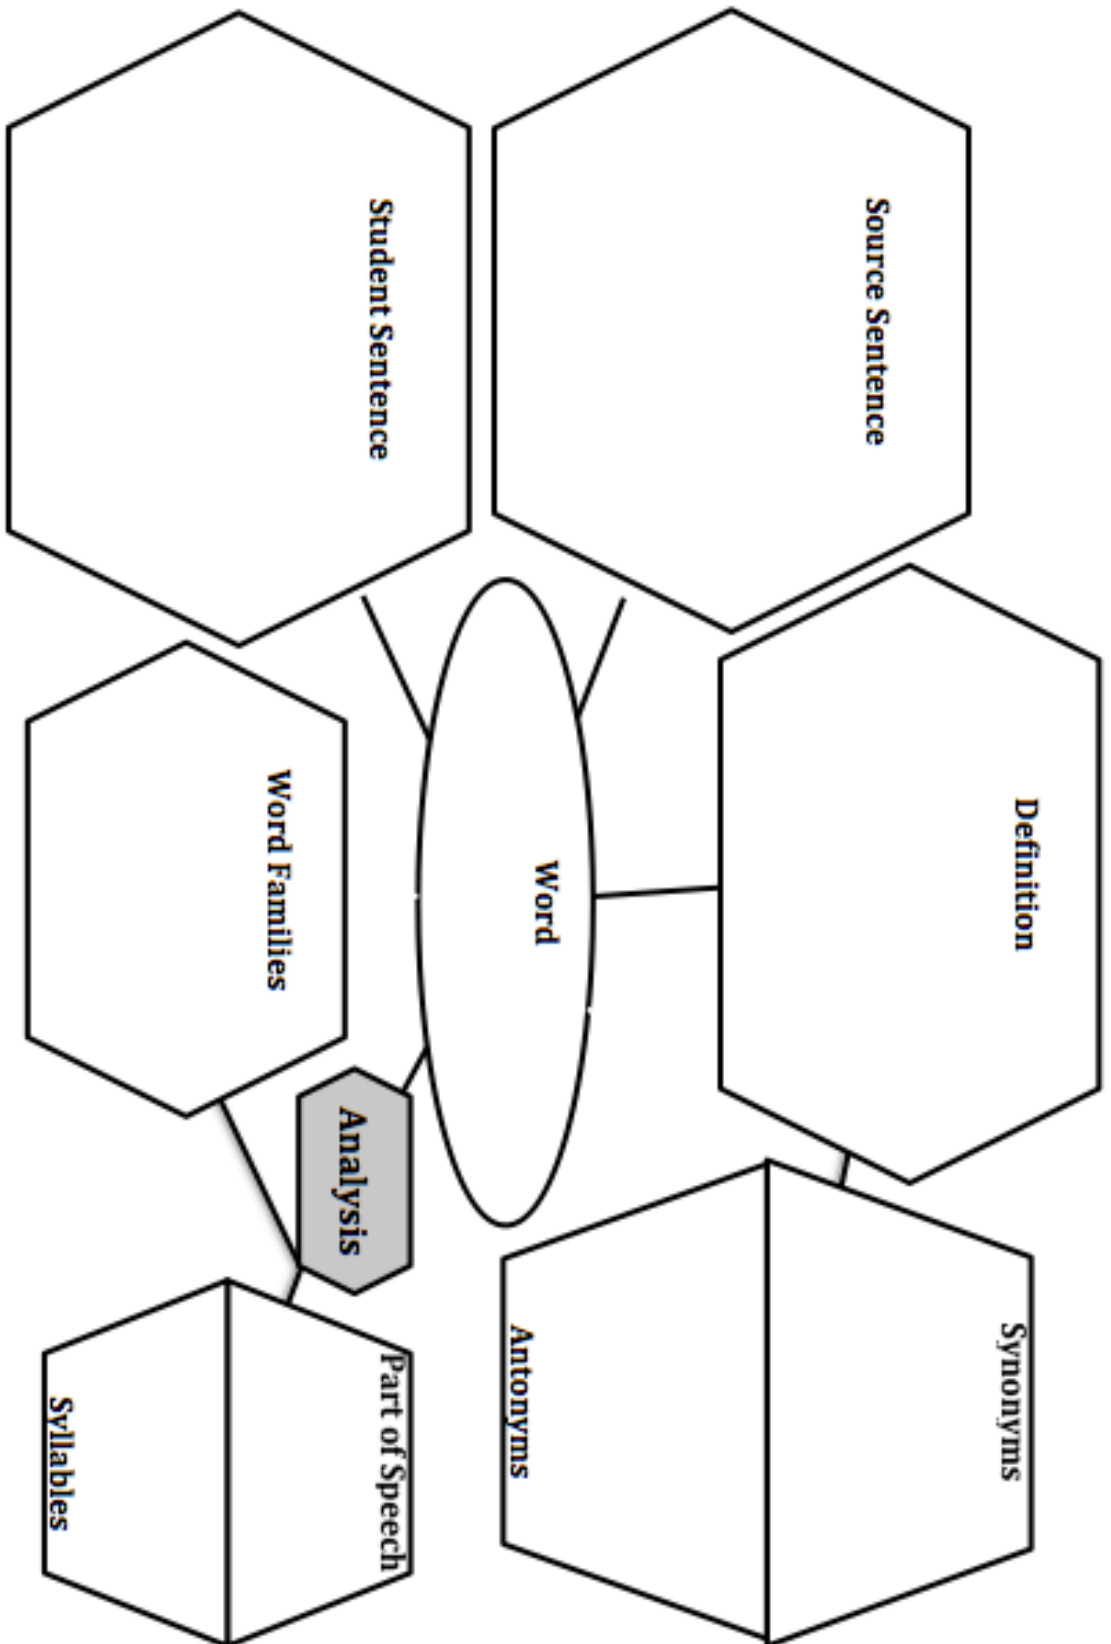 Definition
Source Sentence
Synonyms
Word
Antonyms
Student Sentence
Analysis
Part of Speech
Word Families
Syllables